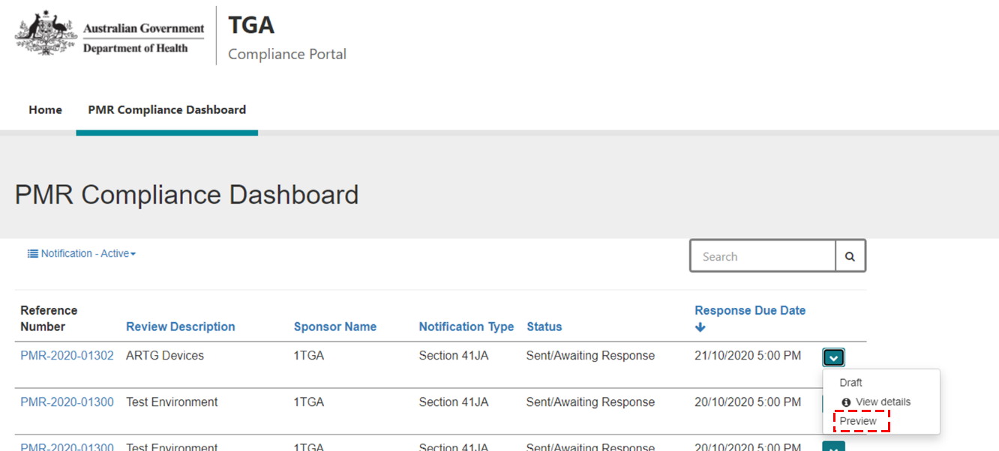 Australian Government
Department of Health
TGA
Compliance Portal
Home PMR Compliance Dashboard
PMR Compliance Dashboard
Notification - Active
Search
Reference Number Review Description Sponsor Name Notification Type Status Response Due Date
PMR-2020-01302 ARTG Devices 1TGA Section 41JA Sent/Awaiting Response 21/10/2020 5:00 PM
Draft
View details
Preview
PMR-2020-01300 Test Environment 1TGA Section 41JA Sent/Awaiting Response 20/10/2020 5:00 PM
PMR-2020-01300 Test Environment 1TGA Section 41JA Sent/Awaiting Response 20/10/2020 5:00 PM